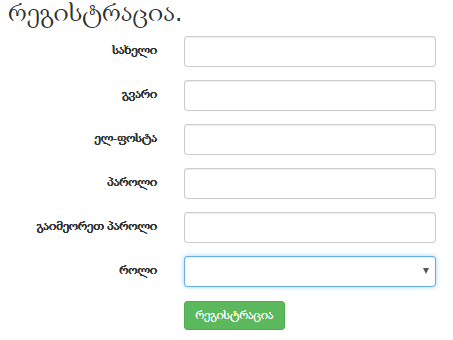 რეგისტრაცია.
სახელი
გვარი
ელ-ფოსტა
პაროლი
გაიმეორეთ პაროლი
როლი
რეგისტრაცია